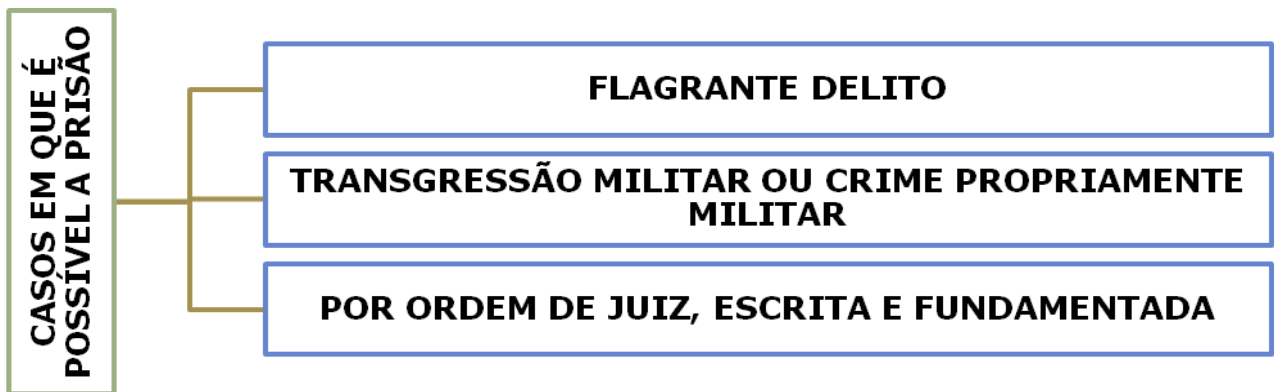 CASOS EM QUE É
POSSÍVEL A PRISÃO
FLAGRANTE DELITO
TRANSGRESSÃO MILITAR OU CRIME PROPRIAMENTE
MILITAR
POR ORDEM DE JUIZ, ESCRITA E FUNDAMENTADA